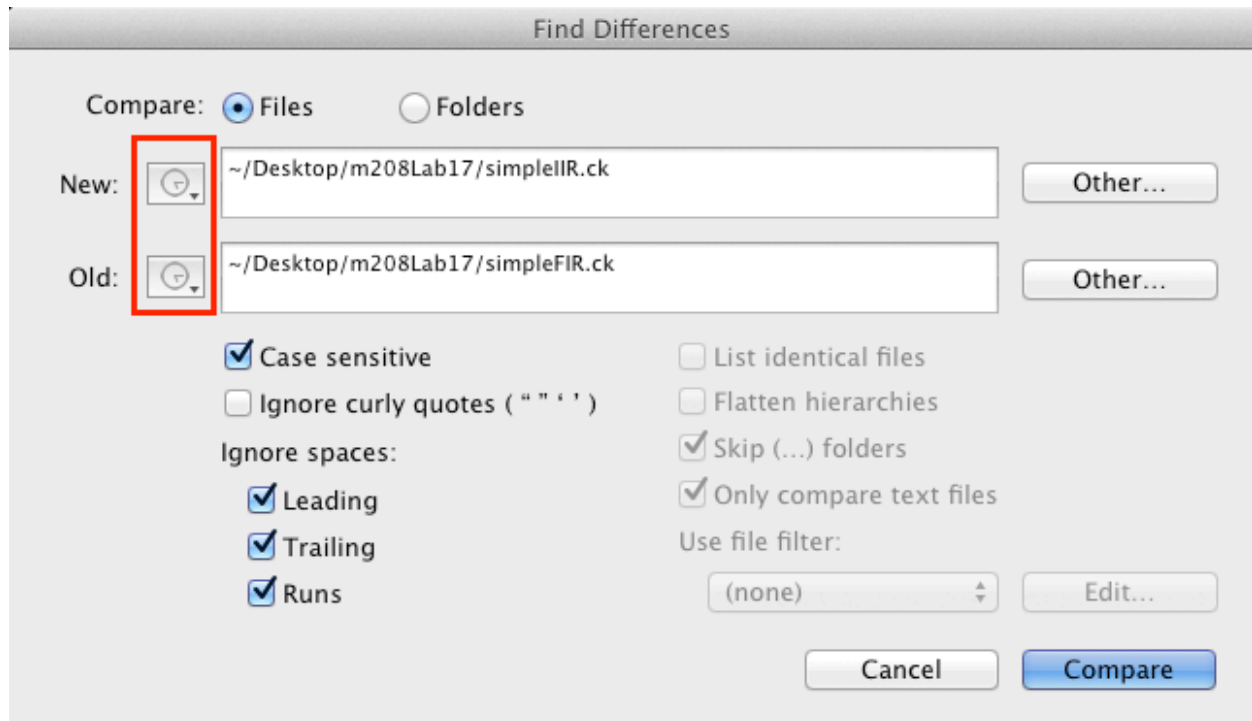 Find Differences
Compare: Files Folders
New: ~/Desktop/m208Lab17/simpleIIR.ck Other...
Old: ~/Desktop/m208Lab17/simpleFIR.ck Other...
Case sensitive List identical files
Ignore curly quotes ( “ ” ‘ ’ ) Flatten hierarchies
Ignore spaces: Skip (...) folders
Leading Only compare text files
Trailing Use file filter:
Runs (none) Edit...
Cancel Compare